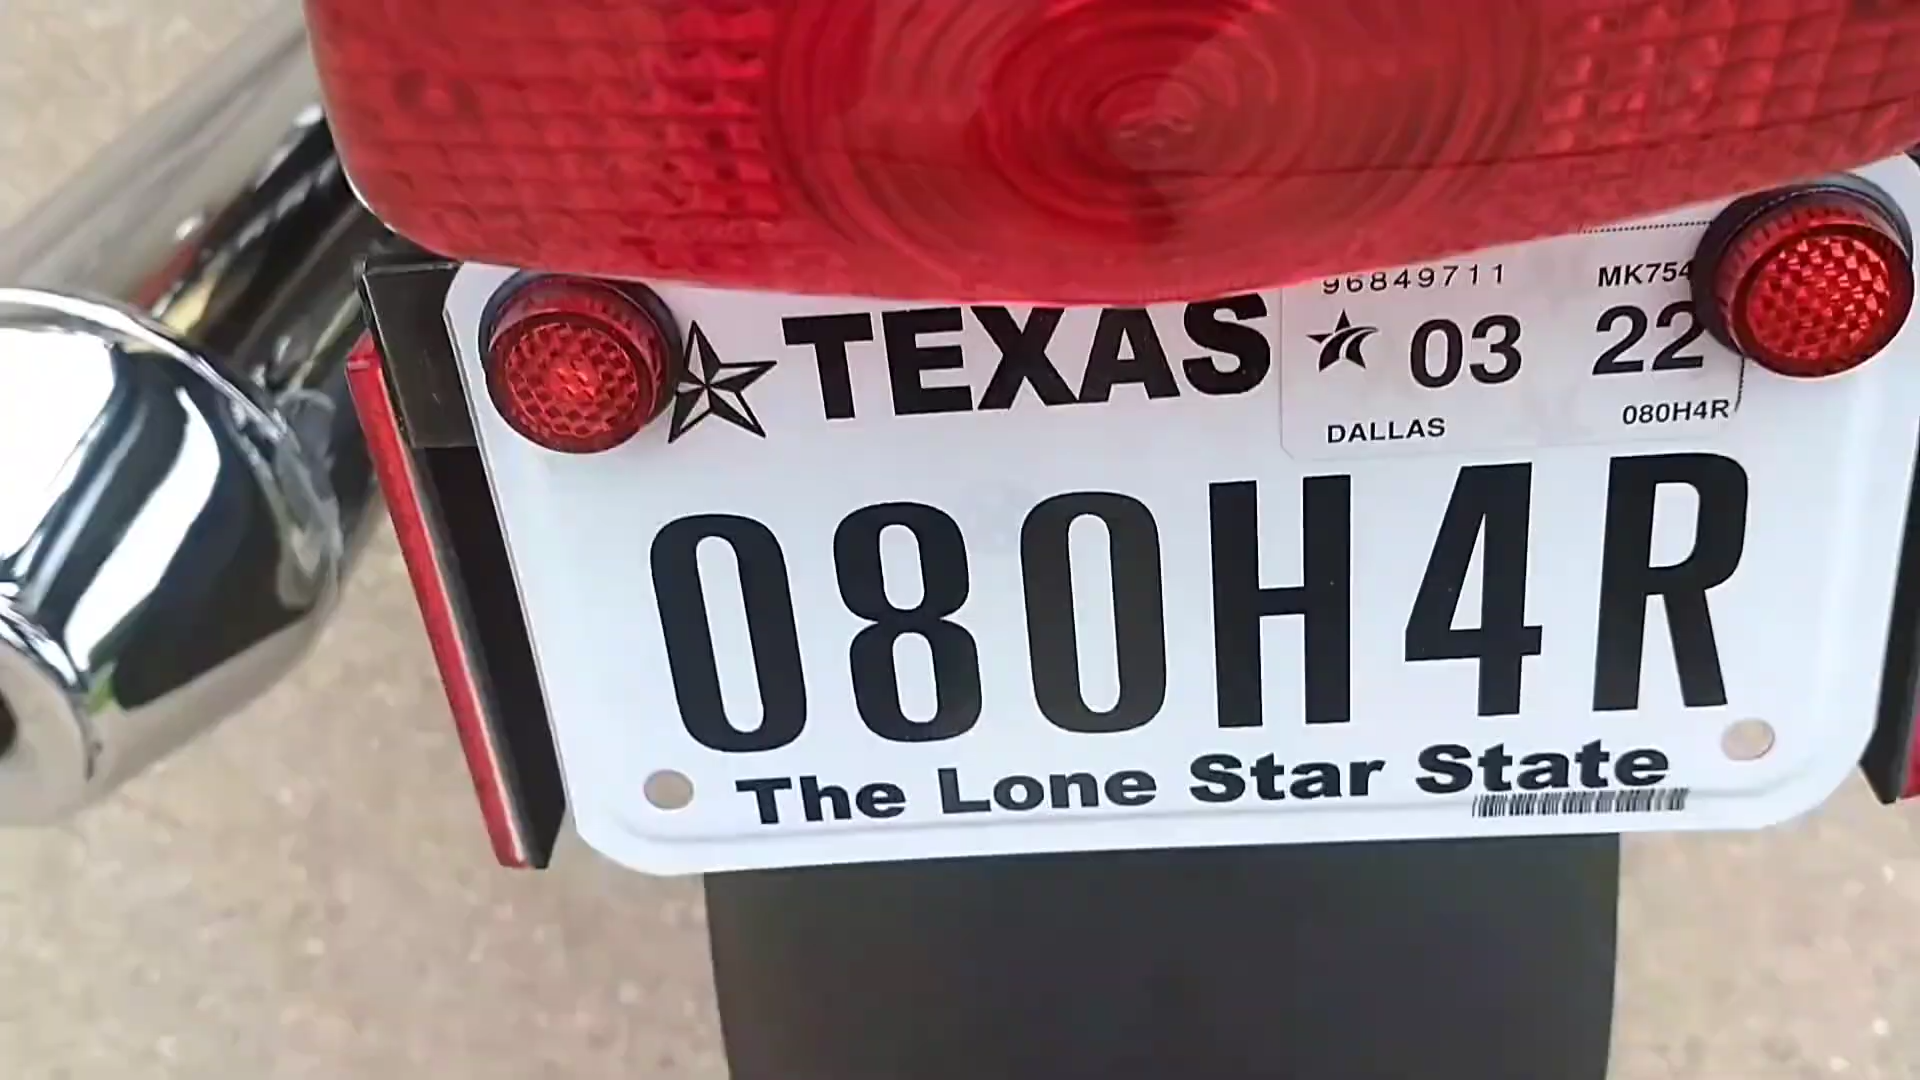 TEXAS
96849711 MK754
03 22
DALLAS 080H4R
080H4R
The Lone Star State